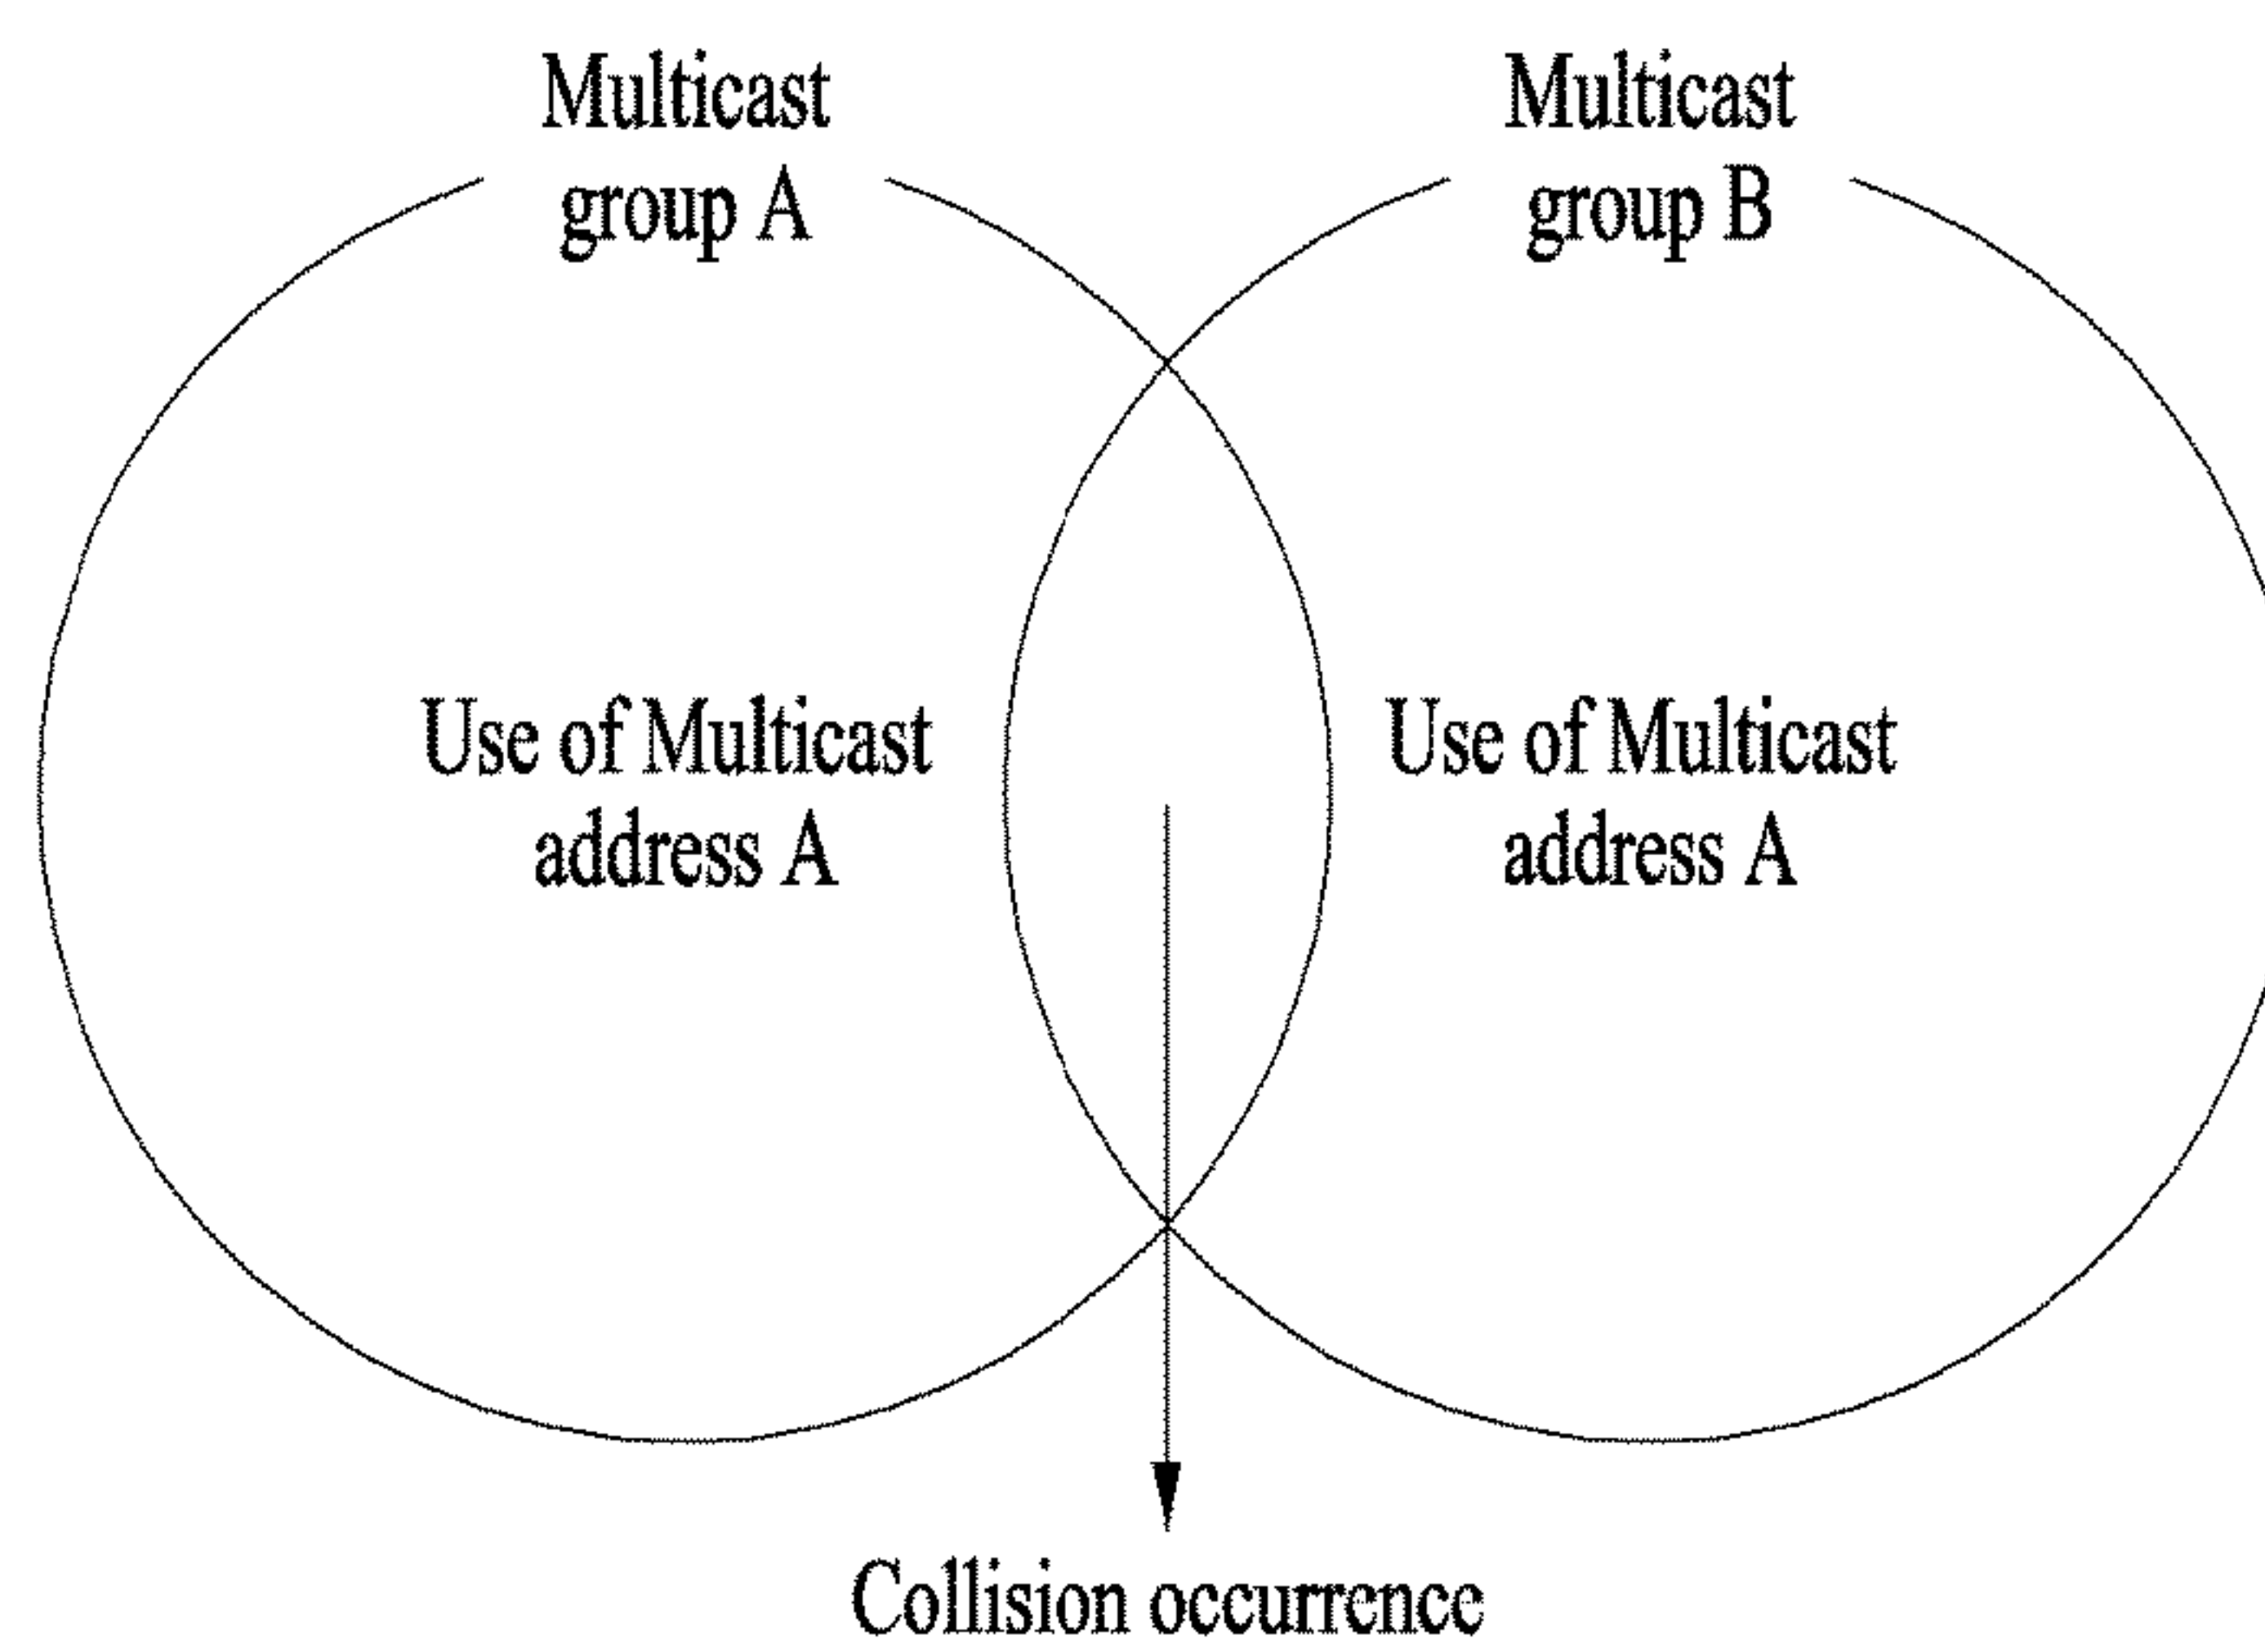 Multicast
group A
Multicast
group B
Use of Multicast
address A
Use of Multicast
address A
Collision occurrence